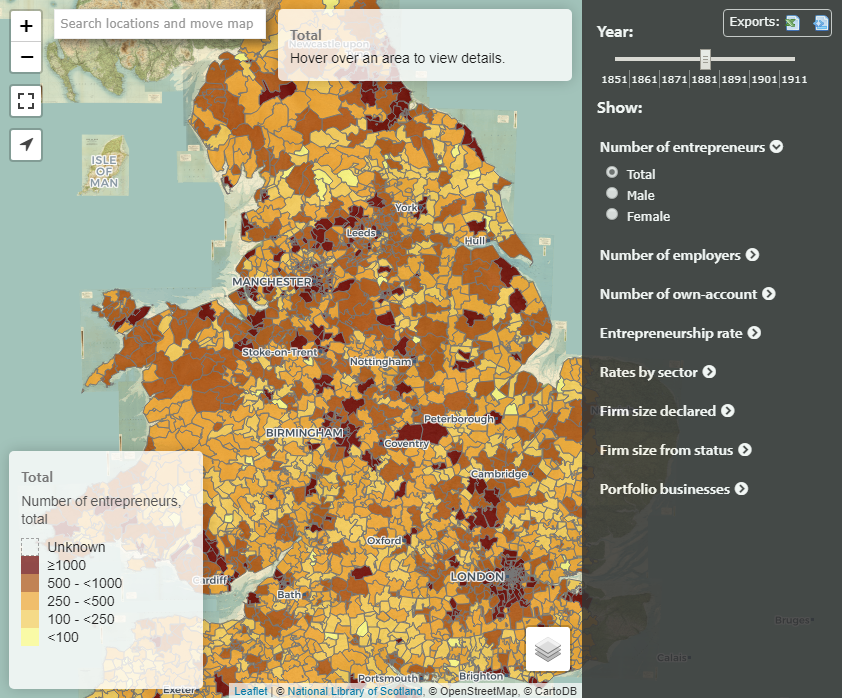 +
−
Search locations and move map
Total
Newcastle upon
Hover over an area to view details.
ISLE
OF
MAN
York
Leeds
Hull
MANCHESTER
Stoke-on-Trent
Nottingham
Peterborough
BIRMINGHAM
Coventry
Cambridge
Oxford
LONDON
Cardiff
Bath
Portsmouth
Brighton
Exeter
Total
Number of entrepreneurs,
total
Unknown
≥1000
500 - <1000
250 - <500
100 - <250
<100
Leaflet | © National Library of Scotland, © OpenStreetMap, © CartoDB
Exports:
Year:
1851 1861 1871 1881 1891 1901 1911
Show:
Number of entrepreneurs
Total
Male
Female
Number of employers
Number of own-account
Entrepreneurship rate
Rates by sector
Firm size declared
Firm size from status
Portfolio businesses
Bruges
Calais